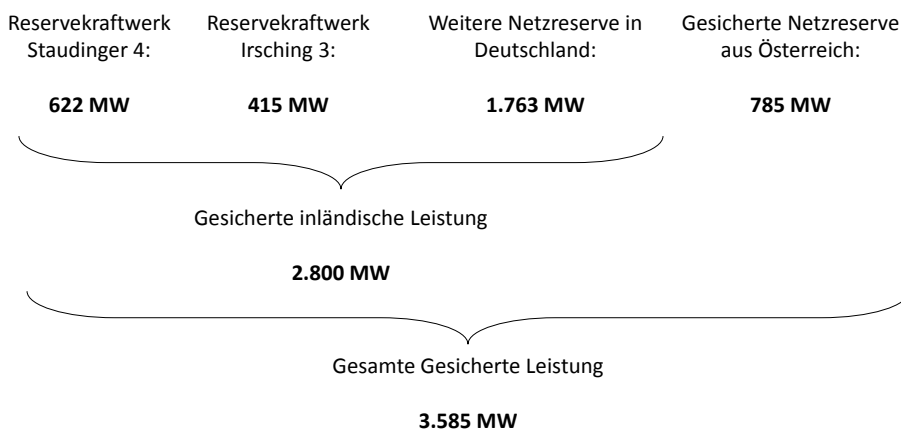 Reservekraftwerk
Staudinger 4:
622 MW
Reservekraftwerk
Irsching 3:
415 MW
Weitere Netzreserve in
Deutschland:
1.763 MW
Gesicherte Netzreserve
aus Österreich:
785 MW
Gesicherte inländische Leistung
2.800 MW
Gesamte Gesicherte Leistung
3.585 MW